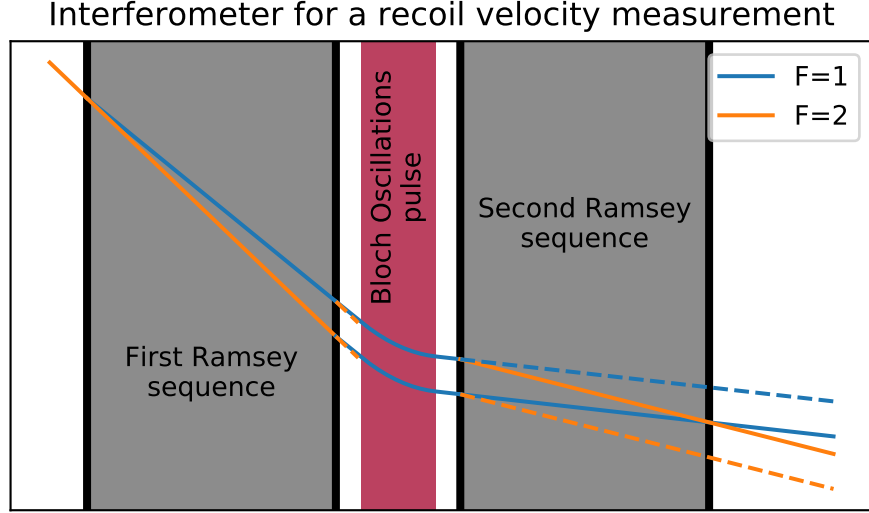 Interferometer for a recoil velocity measurement
F=1
F=2
Bloch Oscillations
pulse
Second Ramsey
sequence
First Ramsey
sequence